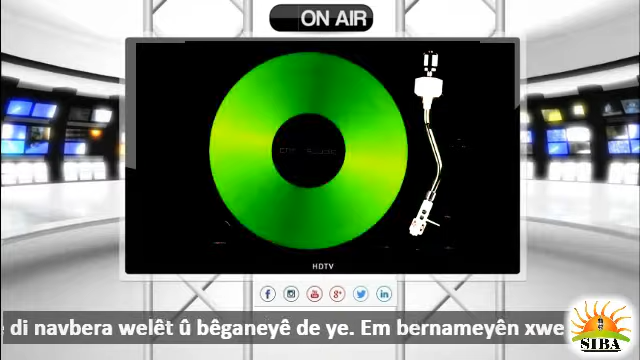 ON AIR
HDTV
di navbera welêt û bêganeyê de ye. Em bernameyên xwe
SIBA